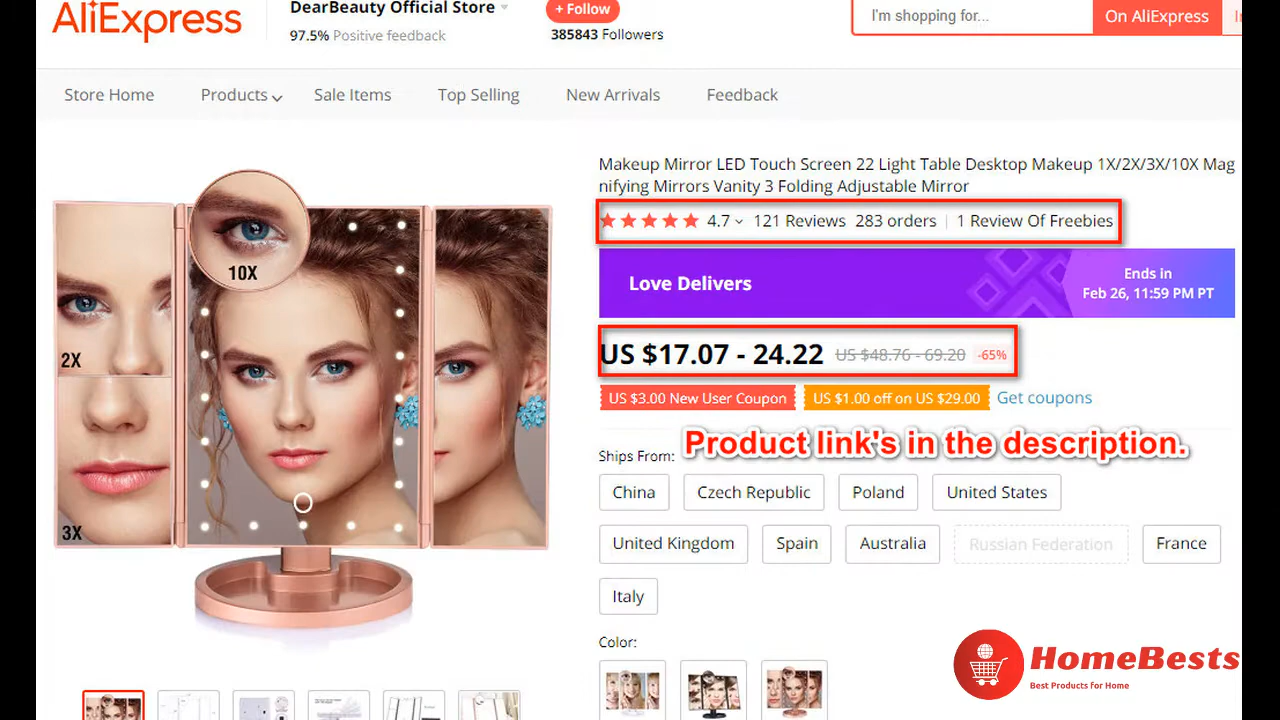 AliExpress
DearBeauty Official Store
97.5% Positive feedback
+ Follow
385843 Followers
I'm shopping for...
On AliExpress
Store Home
Products
Sale Items
Top Selling
New Arrivals
Feedback
10X
2X
3X
Makeup Mirror LED Touch Screen 22 Light Table Desktop Makeup 1X/2X/3X/10X Mag
nifying Mirrors Vanity 3 Folding Adjustable Mirror
4.7 121 Reviews 283 orders | 1 Review Of Freebies
Love Delivers
Ends in
Feb 26, 11:59 PM PT
US $17.07 - 24.22 US $48.76 - 69.20 -65%
US $3.00 New User Coupon US $1.00 off on US $29.00 Get coupons
Product link's in the description.
Ships From:
China Czech Republic Poland United States
United Kingdom Spain Australia Russian Federation France
Italy
Color:
HomeBests
Best Products for Home